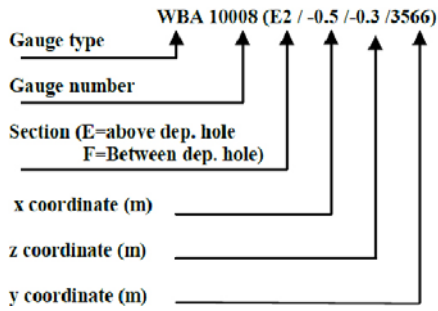 WBA 10008 (E2 / -0.5 /-0.3 /3566)
Gauge type
Gauge number
Section (E=above dep. hole
F=Between dep. hole)
x coordinate (m)
z coordinate (m)
y coordinate (m)